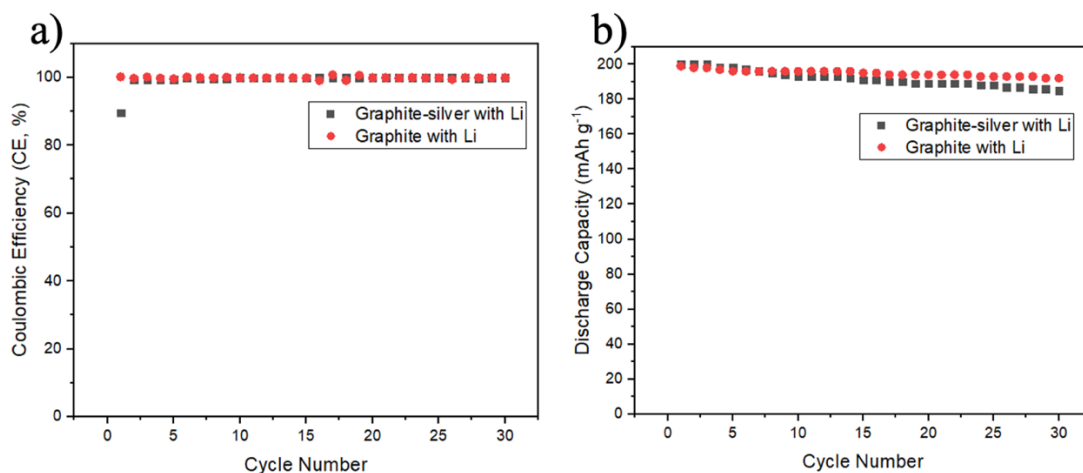 a)
Coulombic Efficiency (CE, %)
100
80
60
40
20
0
Graphite-silver with Li
Graphite with Li
0 5 10 15 20 25 30
Cycle Number
b)
Discharge Capacity (mAh g⁻¹)
200
180
160
140
120
100
80
60
40
20
0
Graphite-silver with Li
Graphite with Li
0 5 10 15 20 25 30
Cycle Number